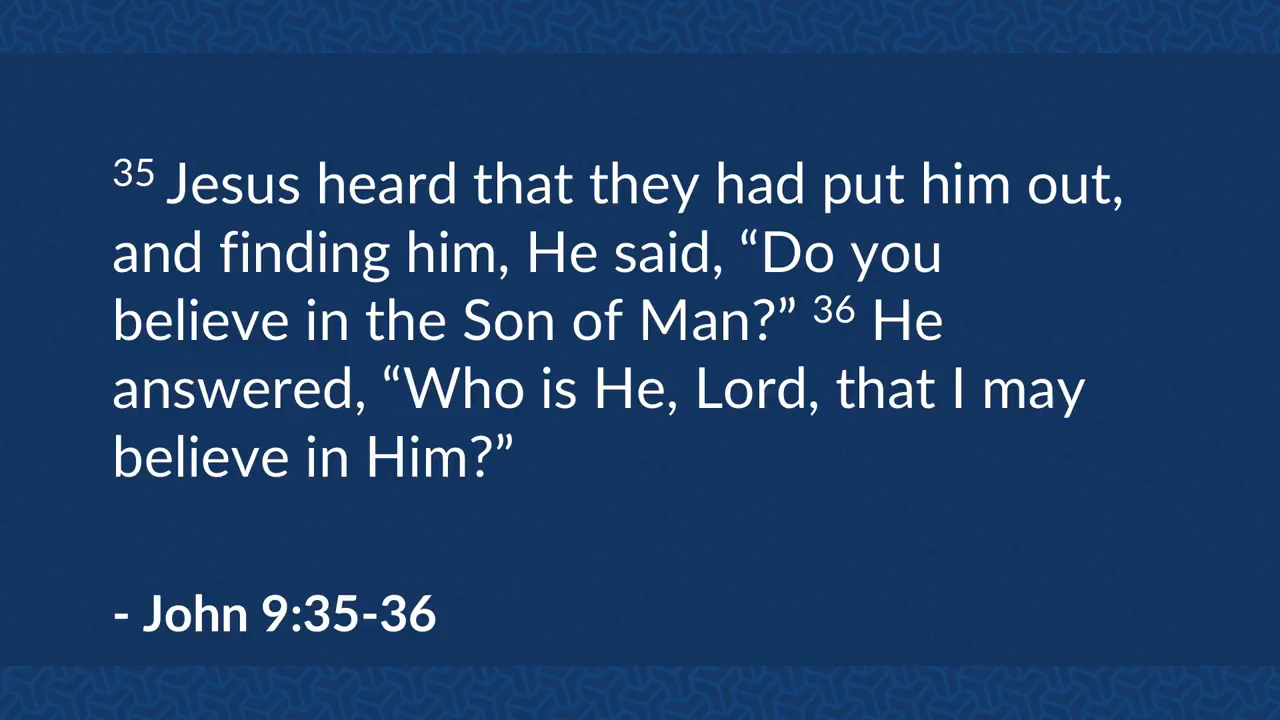 35 Jesus heard that they had put him out,
and finding him, He said, “Do you
believe in the Son of Man?” 36 He
answered, “Who is He, Lord, that I may
believe in Him?”
- John 9:35-36